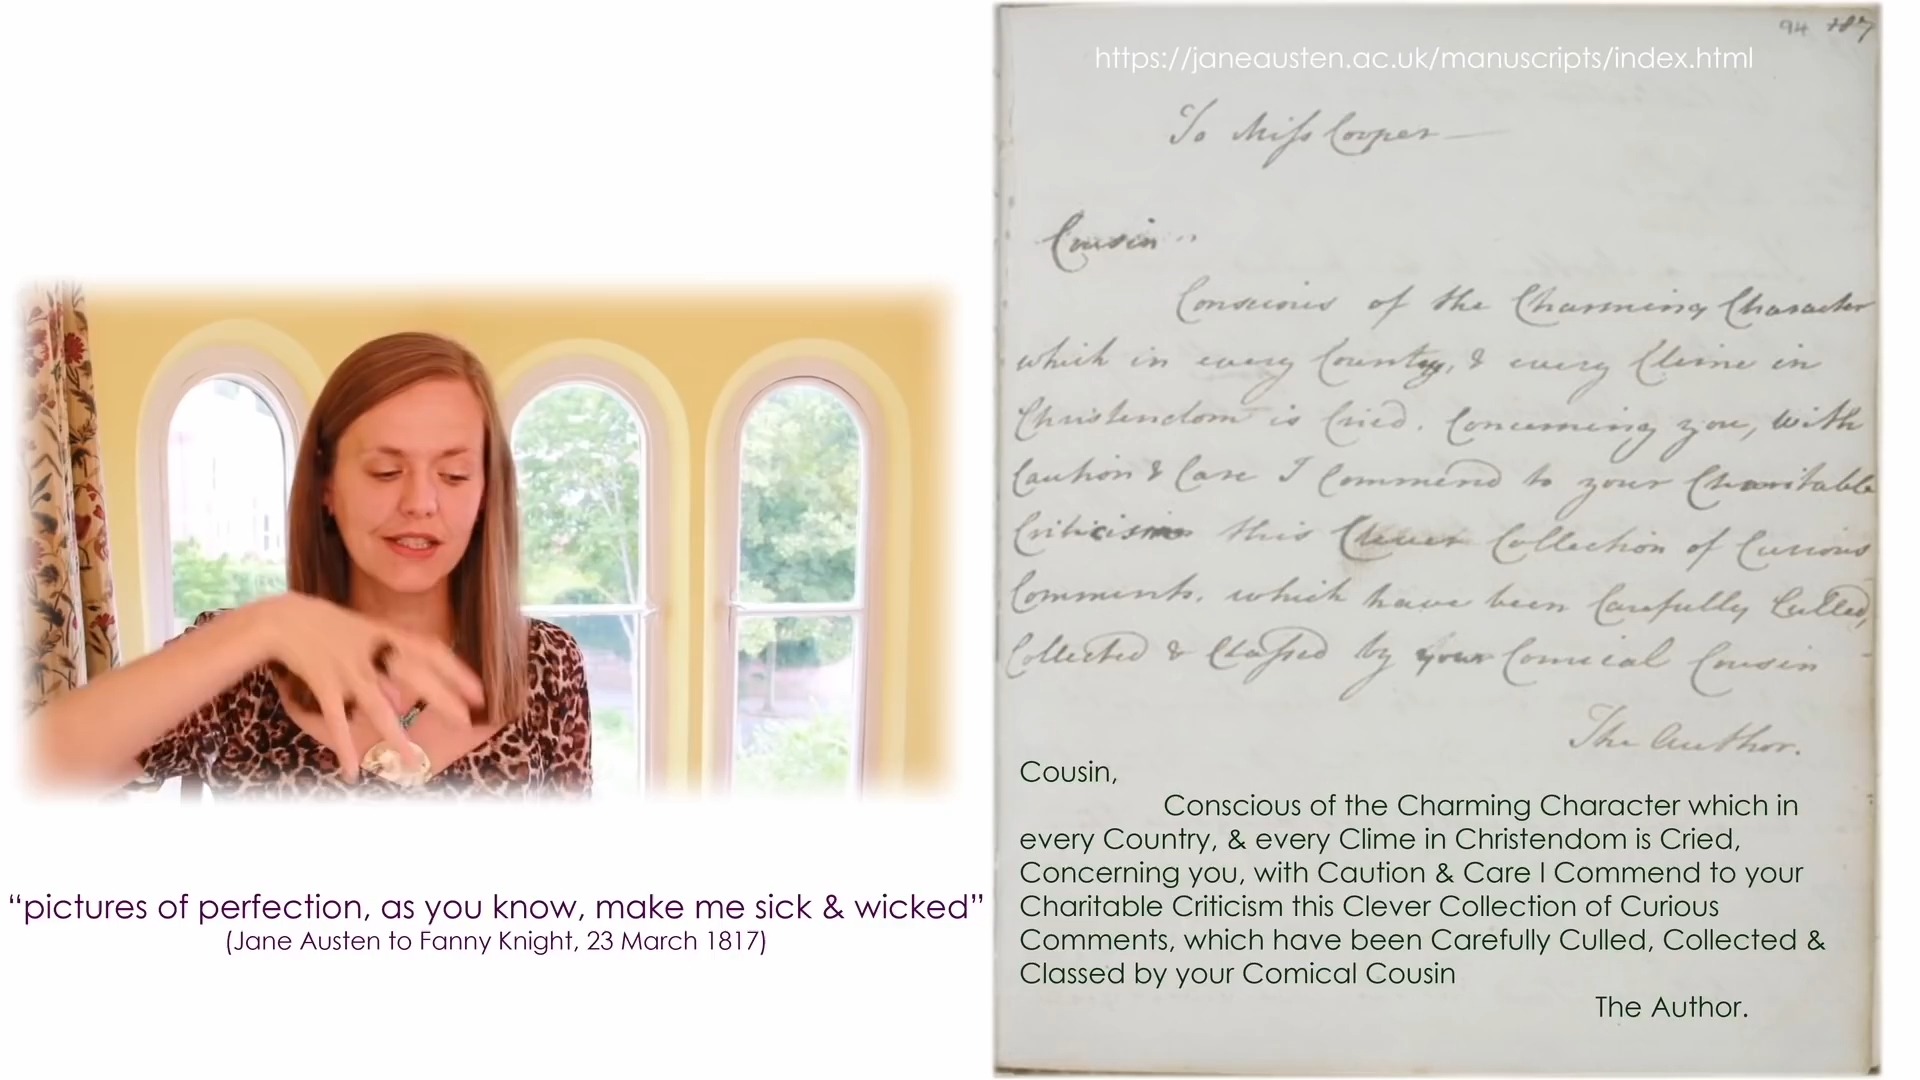 94 187
https://janeausten.ac.uk/manuscripts/index.html
To Miss Cooper
Cousin
Conscious of the Charming Character
which in every Country, & every Clime in
Christendom is Cried, Concerning you, with
Caution & Care I Commend to your Charitable
Criticism this Clever Collection of Curious
Comments, which have been Carefully Culled,
Collected & Classed by your Comical Cousin
The Author.
Cousin,
Conscious of the Charming Character which in
every Country, & every Clime in Christendom is Cried,
Concerning you, with Caution & Care I Commend to your
Charitable Criticism this Clever Collection of Curious
Comments, which have been Carefully Culled, Collected &
Classed by your Comical Cousin
The Author.
“pictures of perfection, as you know, make me sick & wicked”
(Jane Austen to Fanny Knight, 23 March 1817)